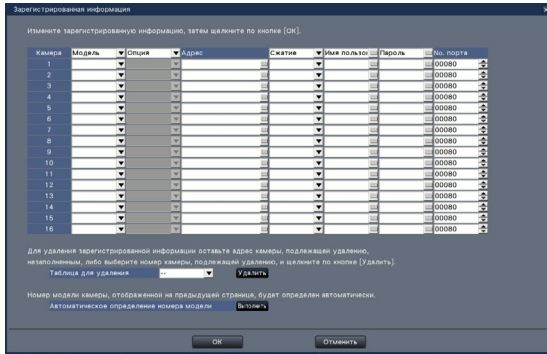 Зарегистрированная информация
Измените зарегистрированную информацию, затем щелкните по кнопке [ОК].
Камера Модель Опция Адрес Сжатие Имя пользов Пароль No. порта
1 00080
2 00080
3 00080
4 00080
5 00080
6 00080
7 00080
8 00080
9 00080
10 00080
11 00080
12 00080
13 00080
14 00080
15 00080
16 00080
Для удаления зарегистрированной информации оставьте адрес камеры, подлежащей удалению,
незаполненным, либо выберите номер камеры, подлежащей удалению, и щелкните по кнопке [Удалить].
Таблица для удаления -- Удалить
Номер модели камеры, отображенной на предыдущей странице, будет определен автоматически.
Автоматическое определение номера модели Выполнить
ОК Отменить